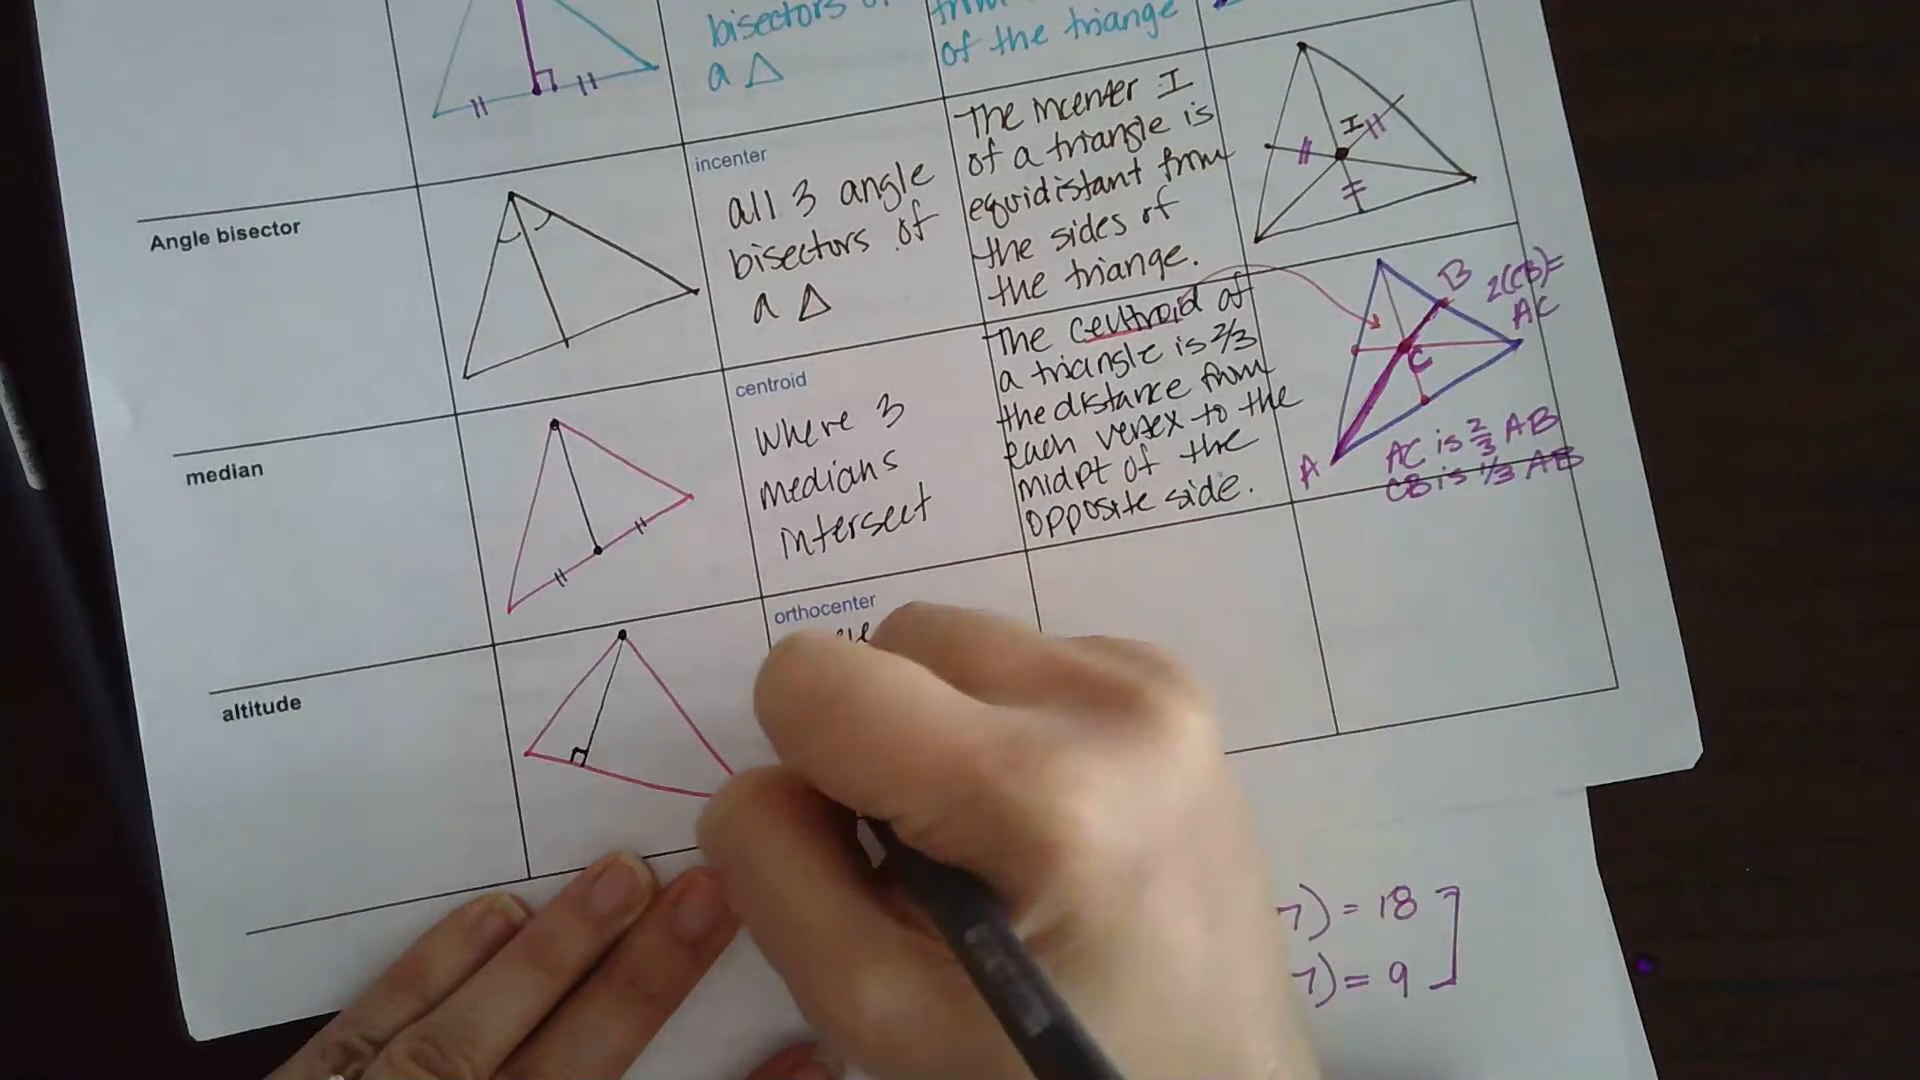 bisectors
a △
of the triange
Angle bisector
incenter
all 3 angle
bisectors of
a △
The incenter I
of a triangle is
equidistant from
the sides of
the triange.
I
median
centroid
where 3
medians
intersect
The centroid of
a triangle is 2/3
the distance from
each vertex to the
midpt of the
opposite side.
B
2(CB)=
AC
C
A
AC is 2/3 AB
CB is 1/3 AB
altitude
orthocenter
7) = 18
7) = 9